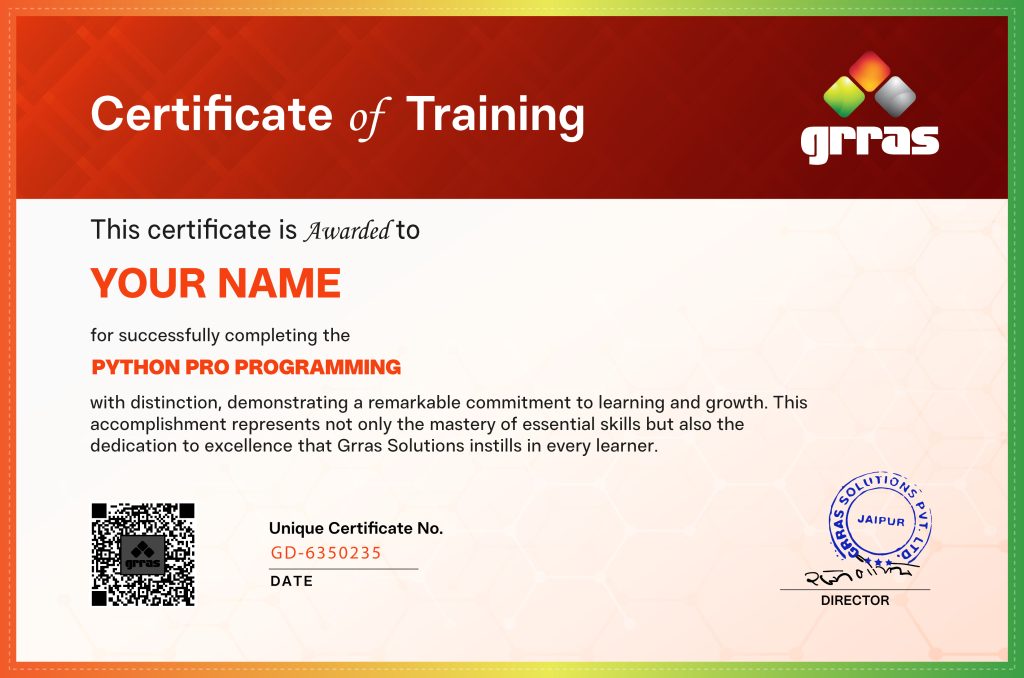 Certificate of Training
grras
This certificate is Awarded to
YOUR NAME
for successfully completing the
PYTHON PRO PROGRAMMING
with distinction, demonstrating a remarkable commitment to learning and growth. This
accomplishment represents not only the mastery of essential skills but also the
dedication to excellence that Grras Solutions instills in every learner.
grras
Unique Certificate No.
GD-6350235
DATE
GRRAS SOLUTIONS PVT. LTD.
JAIPUR
DIRECTOR